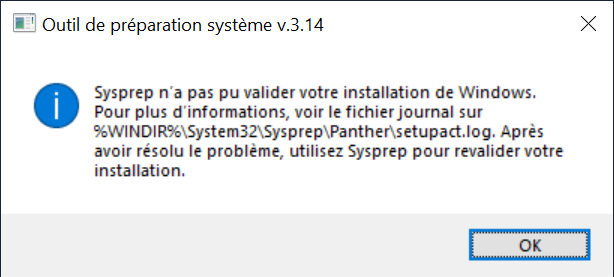 Outil de préparation système v.3.14
Sysprep n'a pas pu valider votre installation de Windows.
Pour plus d'informations, voir le fichier journal sur
%WINDIR%\System32\Sysprep\Panther\setupact.log. Après
avoir résolu le problème, utilisez Sysprep pour revalider votre
installation.
OK